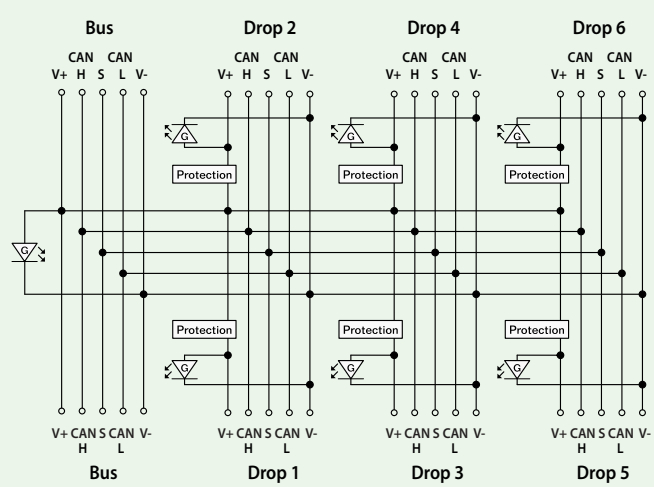 Bus Drop 2 Drop 4 Drop 6
CAN CAN CAN CAN CAN CAN CAN CAN
V+ H S L V- V+ H S L V- V+ H S L V- V+ H S L V-
G G G
Protection Protection Protection
G
Protection Protection Protection
G G G
V+ CAN S CAN V- V+ CAN S CAN V- V+ CAN S CAN V- V+ CAN S CAN V-
H L H L H L H L
Bus Drop 1 Drop 3 Drop 5